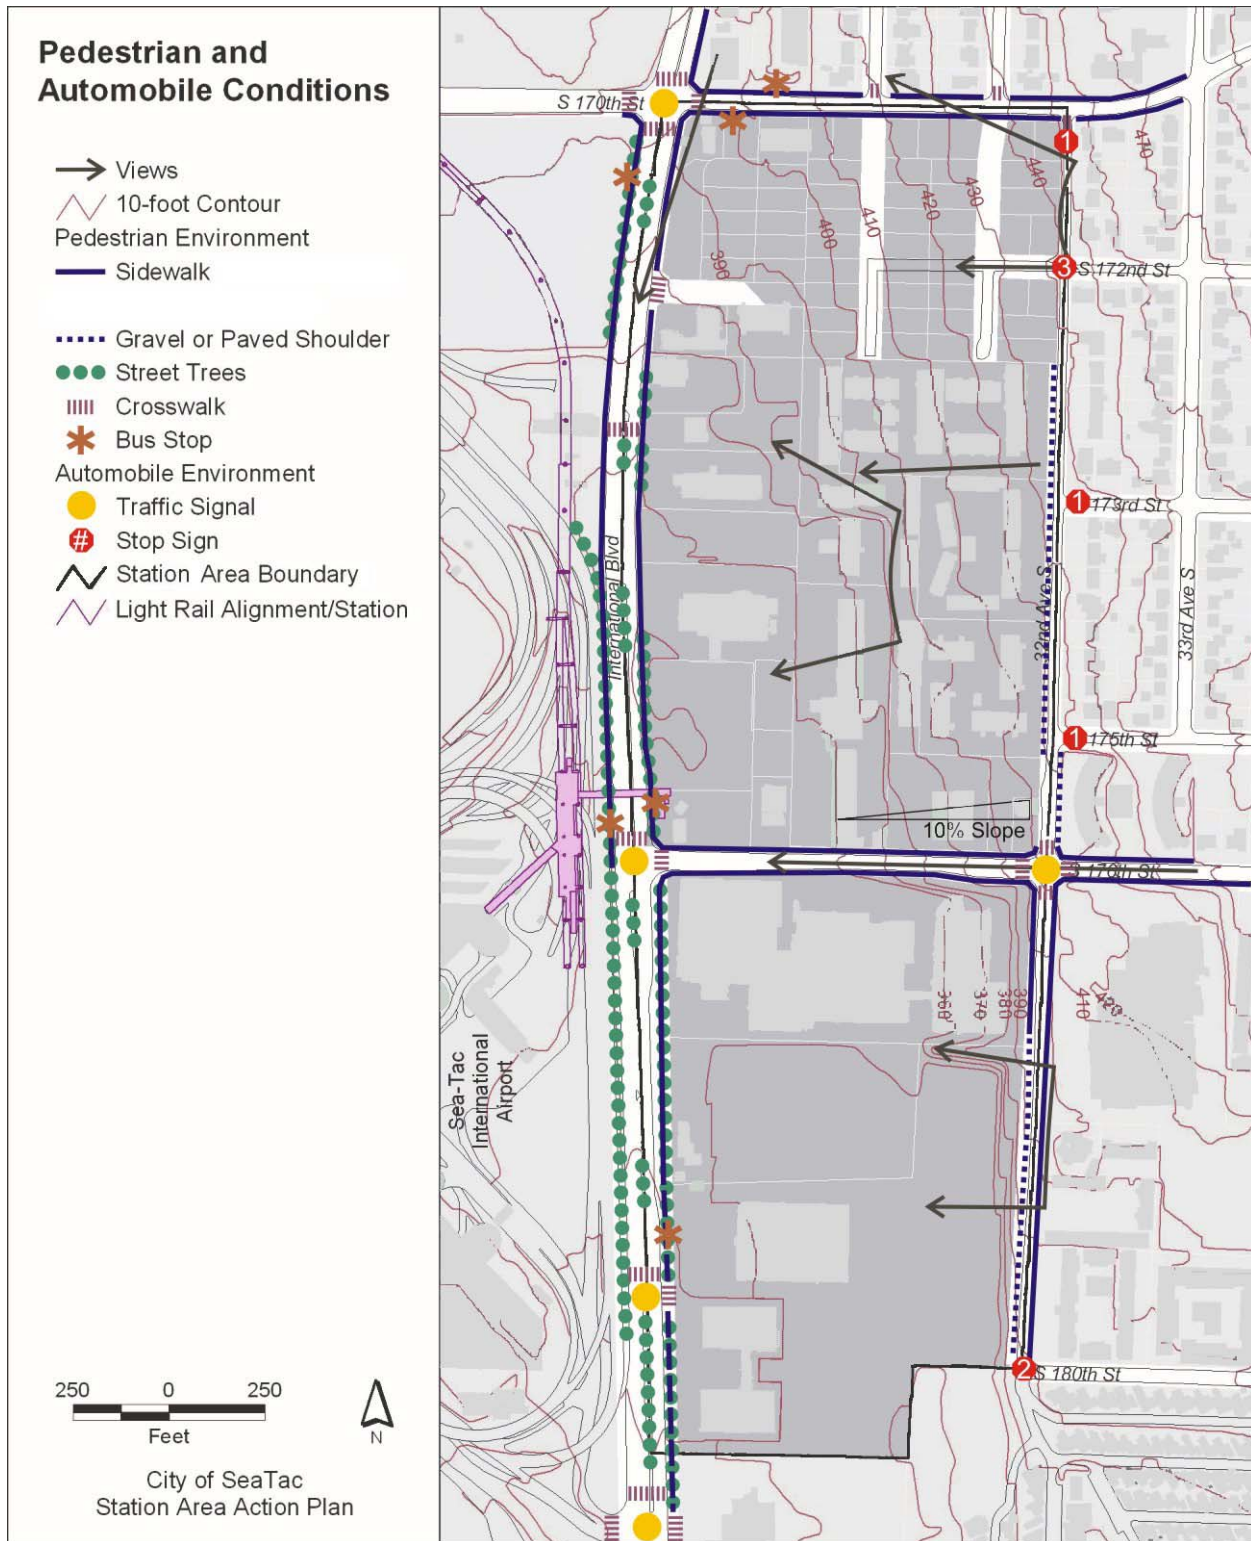 Pedestrian and
Automobile Conditions
Views
10-foot Contour
Pedestrian Environment
Sidewalk
Gravel or Paved Shoulder
Street Trees
Crosswalk
Bus Stop
Automobile Environment
Traffic Signal
# Stop Sign
Station Area Boundary
Light Rail Alignment/Station
250 0 250
Feet
N
City of SeaTac
Station Area Action Plan
S 170th St
1
470
440
430
420
410
400
390
3 S 172nd St
1 173rd St
International Blvd
32nd Ave S
33rd Ave S
1 175th St
10% Slope
176th St
360
370
380
390
410
Sea-Tac
International
Airport
2 S 180th St